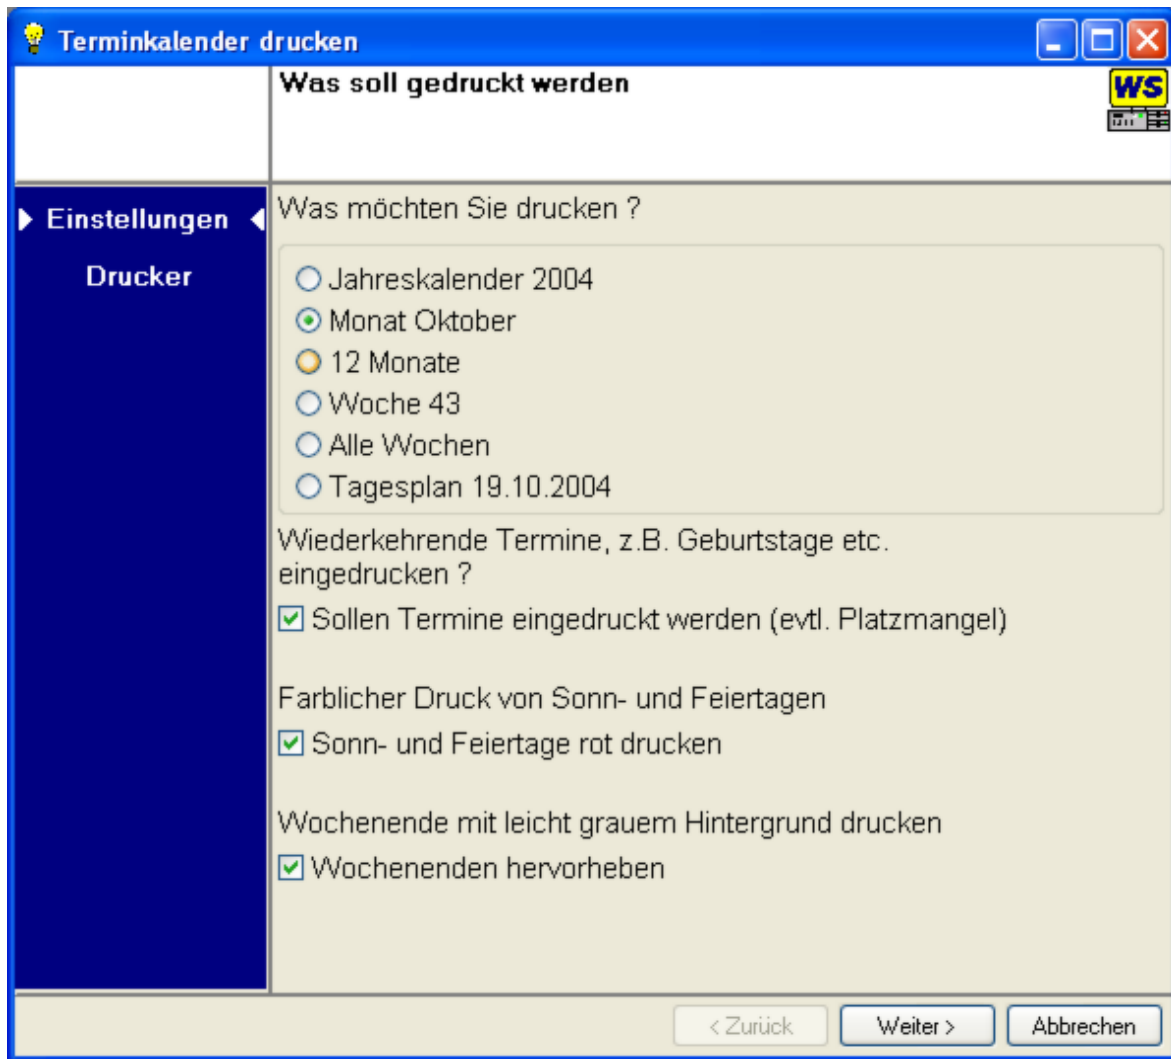 Terminkalender drucken
Was soll gedruckt werden
WS
Einstellungen
Drucker
Was möchten Sie drucken ?
Jahreskalender 2004
Monat Oktober
12 Monate
Woche 43
Alle Wochen
Tagesplan 19.10.2004
Wiederkehrende Termine, z.B. Geburtstage etc.
eingedrucken ?
Sollen Termine eingedruckt werden (evtl. Platzmangel)
Farblicher Druck von Sonn- und Feiertagen
Sonn- und Feiertage rot drucken
Wochenende mit leicht grauem Hintergrund drucken
Wochenenden hervorheben
< Zurück
Weiter >
Abbrechen